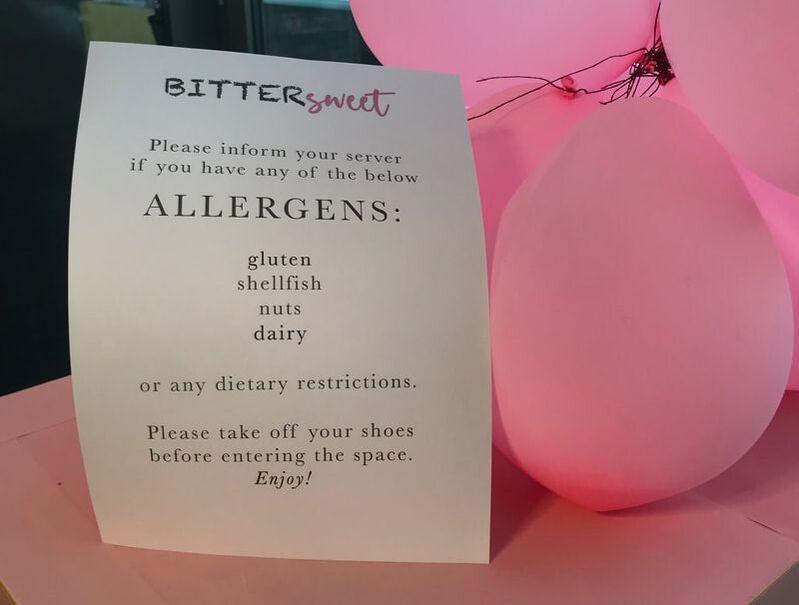 BITTERsweet
Please inform your server
if you have any of the below
ALLERGENS:
gluten
shellfish
nuts
dairy
or any dietary restrictions.
Please take off your shoes
before entering the space.
Enjoy!